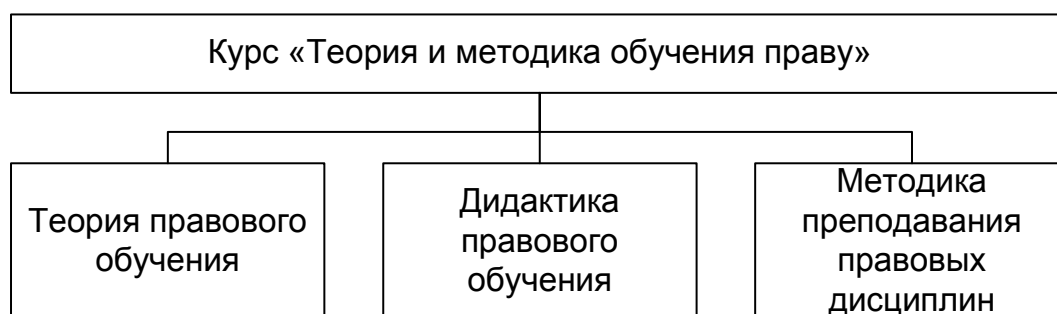 Курс «Теория и методика обучения праву»
Теория правового
обучения
Дидактика
правового
обучения
Методика
преподавания
правовых
дисциплин